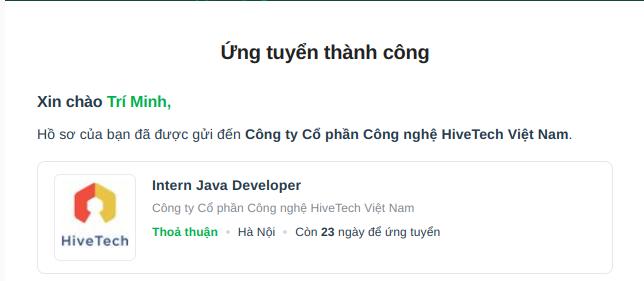 Ứng tuyển thành công
Xin chào Trí Minh,
Hồ sơ của bạn đã được gửi đến Công ty Cổ phần Công nghệ HiveTech Việt Nam.
HiveTech
Intern Java Developer
Công ty Cổ phần Công nghệ HiveTech Việt Nam
Thoả thuận • Hà Nội • Còn 23 ngày để ứng tuyển